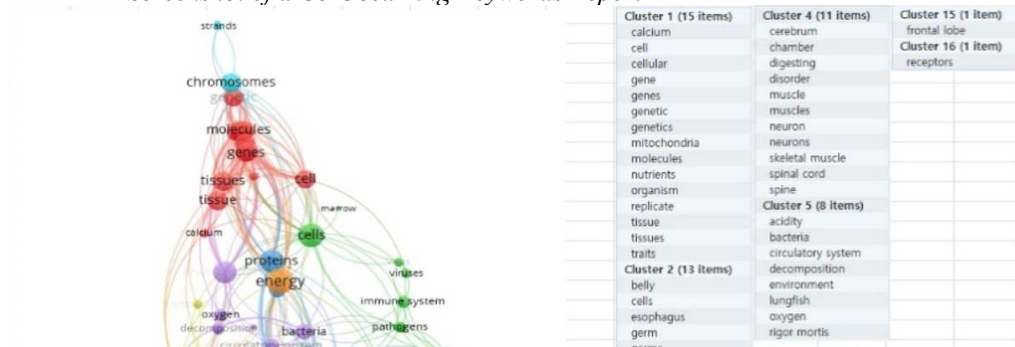 strands
chromosomes
genetic
molecules
genes
tissues
cell
tissue
marrow
calcium
cells
proteins
viruses
energy
immune system
oxygen
decomposition
bacteria
pathogens
circulatory system
Cluster 1 (15 items)
calcium
cell
cellular
gene
genes
genetic
genetics
mitochondria
molecules
nutrients
organism
replicate
tissue
tissues
traits
Cluster 2 (13 items)
belly
cells
esophagus
germ
Cluster 4 (11 items)
cerebrum
chamber
digesting
disorder
muscle
muscles
neuron
neurons
skeletal muscle
spinal cord
spine
Cluster 5 (8 items)
acidity
bacteria
circulatory system
decomposition
environment
lungfish
oxygen
rigor mortis
Cluster 15 (1 item)
frontal lobe
Cluster 16 (1 item)
receptors